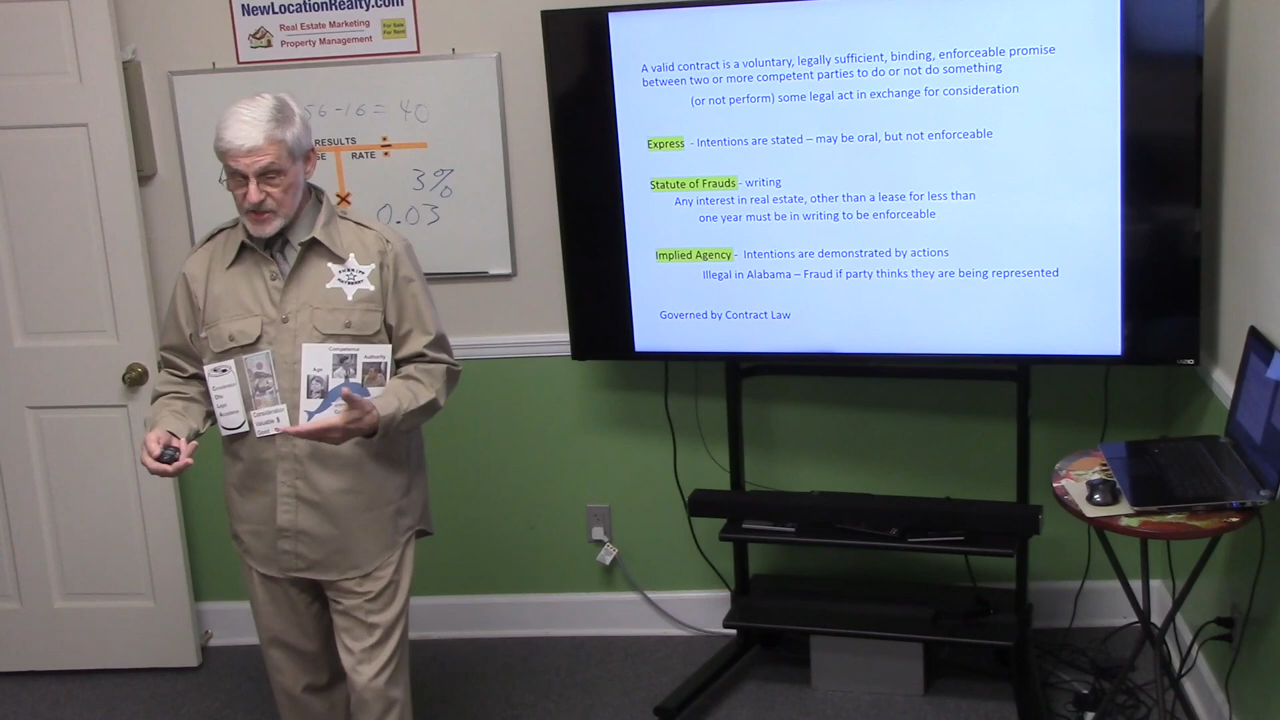 NewLocationRealty.com
Real Estate Marketing
Property Management
For Sale
For Rent
56-16=40
RESULTS
RATE
3%
0.03
SHERIFF
Competence
Authority
Age
Consideration
Valuable $
Good
A valid contract is a voluntary, legally sufficient, binding, enforceable promise
between two or more competent parties to do or not do something
(or not perform) some legal act in exchange for consideration
Express - Intentions are stated – may be oral, but not enforceable
Statute of Frauds - writing
Any interest in real estate, other than a lease for less than
one year must be in writing to be enforceable
Implied Agency - Intentions are demonstrated by actions
Illegal in Alabama – Fraud if party thinks they are being represented
Governed by Contract Law
VIZIO